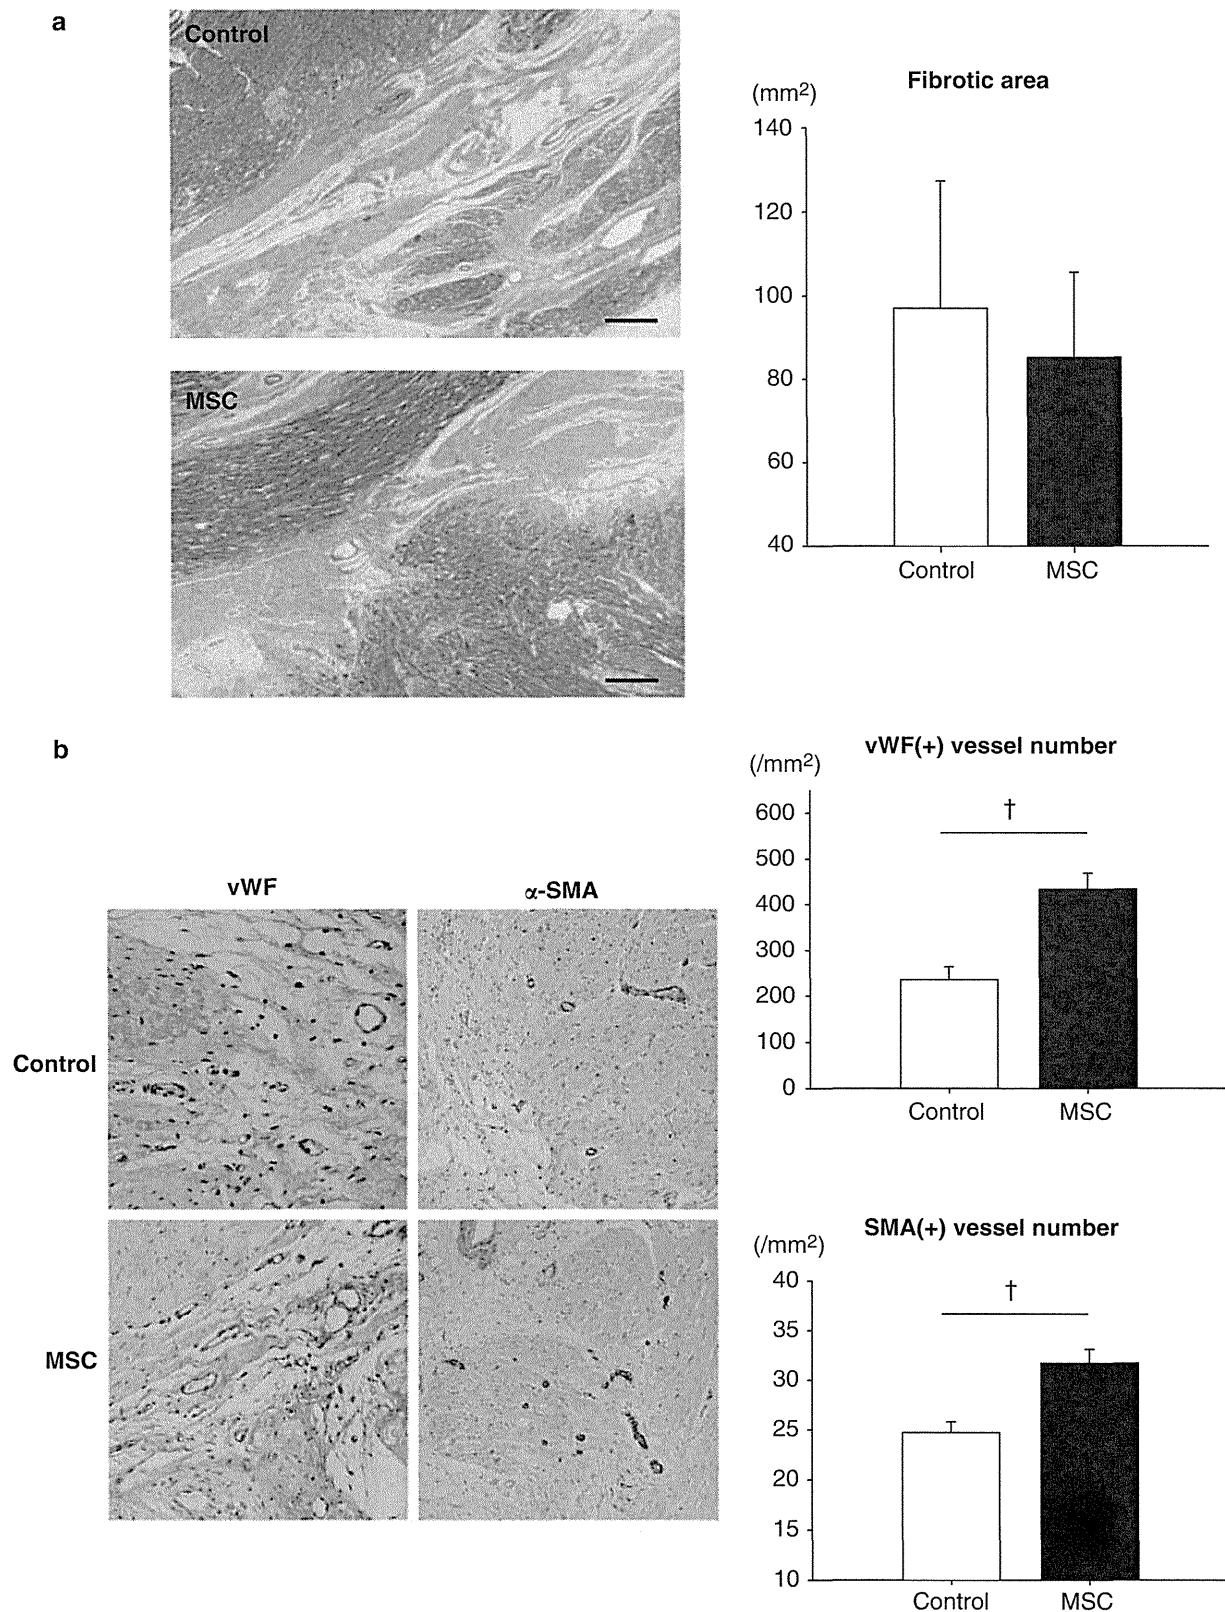 a
Control
MSC
Fibrotic area
(mm²)
140
120
100
80
60
40
Control MSC
b
vWF α-SMA
Control
MSC
vWF(+) vessel number
(/mm²)
†
600
500
400
300
200
100
0
Control MSC
SMA(+) vessel number
(/mm²)
†
40
35
30
25
20
15
10
Control MSC